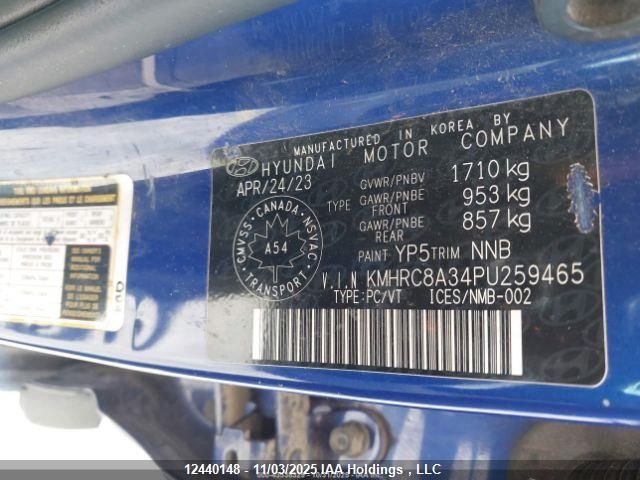 MANUFACTURED IN KOREA BY
HYUNDAI MOTOR COMPANY
APR/24/23
GVWR/PNBV 1710 kg
TYPE GAWR/PNBE FRONT 953 kg
GAWR/PNBE REAR 857 kg
CMVSS · CANADA · NSVAC
A54
TRANSPORT
PAINT YP5 TRIM NNB
V.I.N KMHRC8A34PU259465
TYPE:PC/VT ICES/NMB-002
12440148 - 11/03/2025 IAA Holdings , LLC